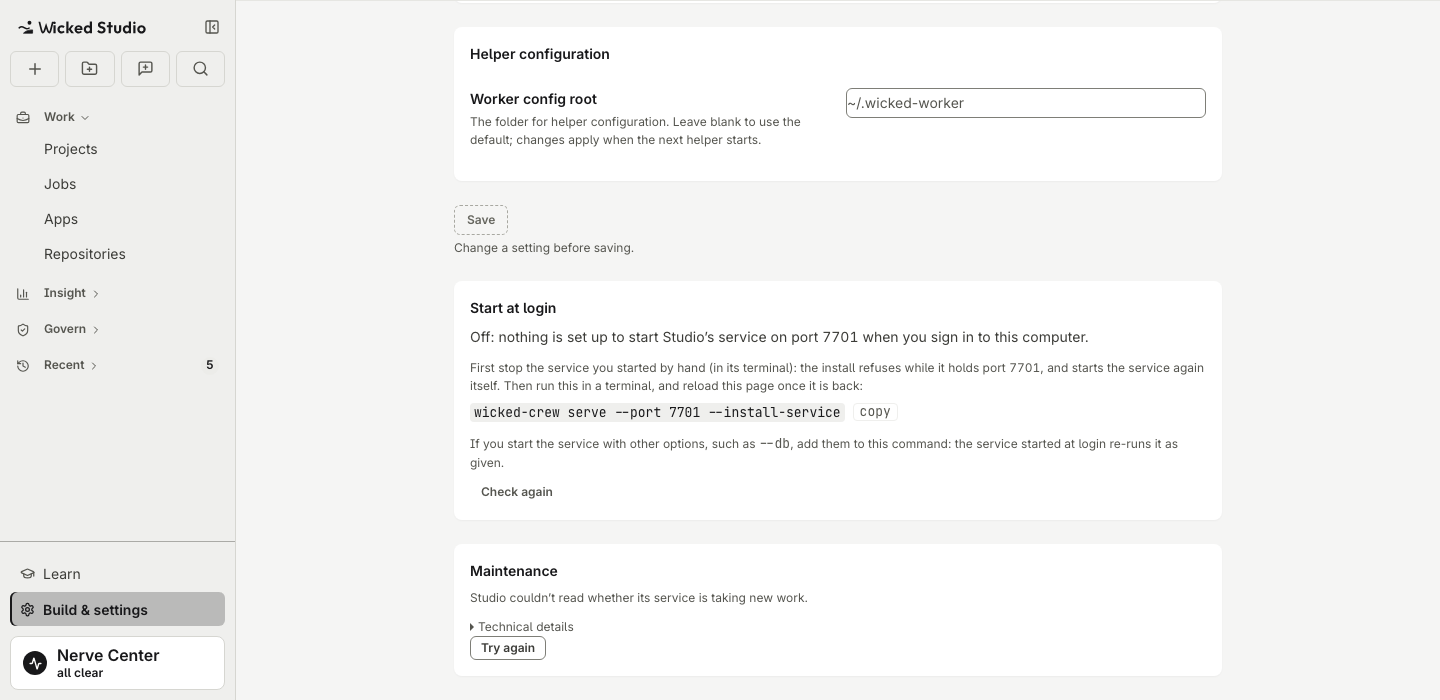 Wicked Studio
Work
Projects
Jobs
Apps
Repositories
Insight
Govern
Recent
5
Learn
Build & settings
Nerve Center
all clear
Helper configuration
Worker config root
The folder for helper configuration. Leave blank to use the
default; changes apply when the next helper starts.
~/.wicked-worker
Save
Change a setting before saving.
Start at login
Off: nothing is set up to start Studio’s service on port 7701 when you sign in to this computer.
First stop the service you started by hand (in its terminal): the install refuses while it holds port 7701, and starts the service again
itself. Then run this in a terminal, and reload this page once it is back:
wicked-crew serve --port 7701 --install-service
copy
If you start the service with other options, such as --db, add them to this command: the service started at login re-runs it as
given.
Check again
Maintenance
Studio couldn’t read whether its service is taking new work.
Technical details
Try again